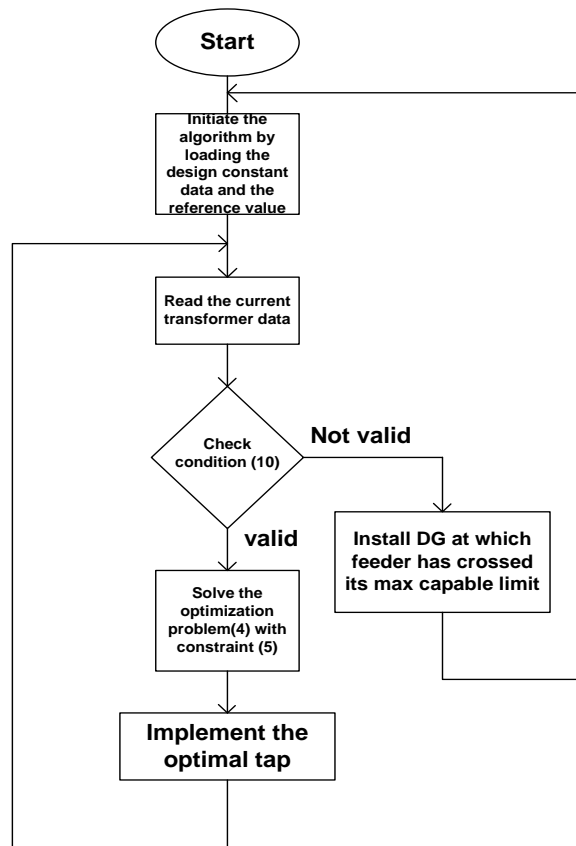 Start
Initiate the
algorithm by
loading the
design constant
data and the
reference value
Read the current
transformer data
Check
condition (10)
Not valid
valid
Install DG at which
feeder has crossed
its max capable limit
Solve the
optimization
problem(4) with
constraint (5)
Implement the
optimal tap